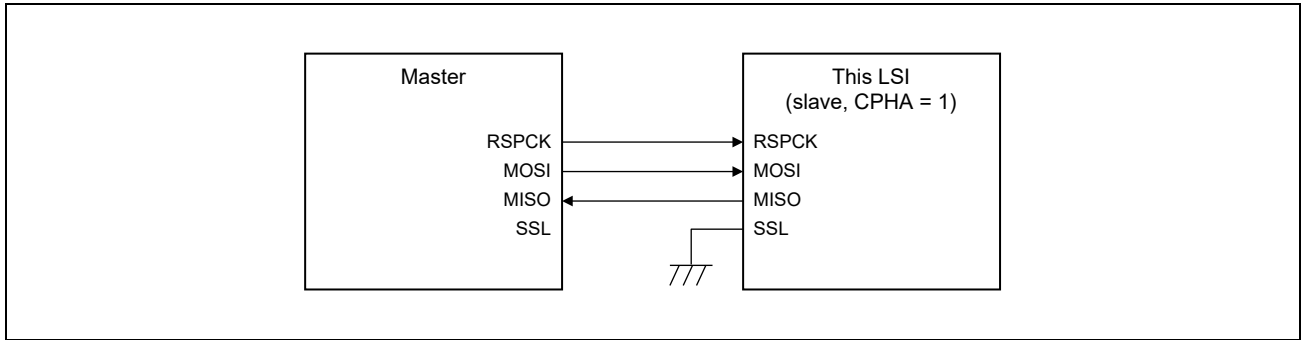 Master
RSPCK
MOSI
MISO
SSL
This LSI
(slave, CPHA = 1)
RSPCK
MOSI
MISO
SSL